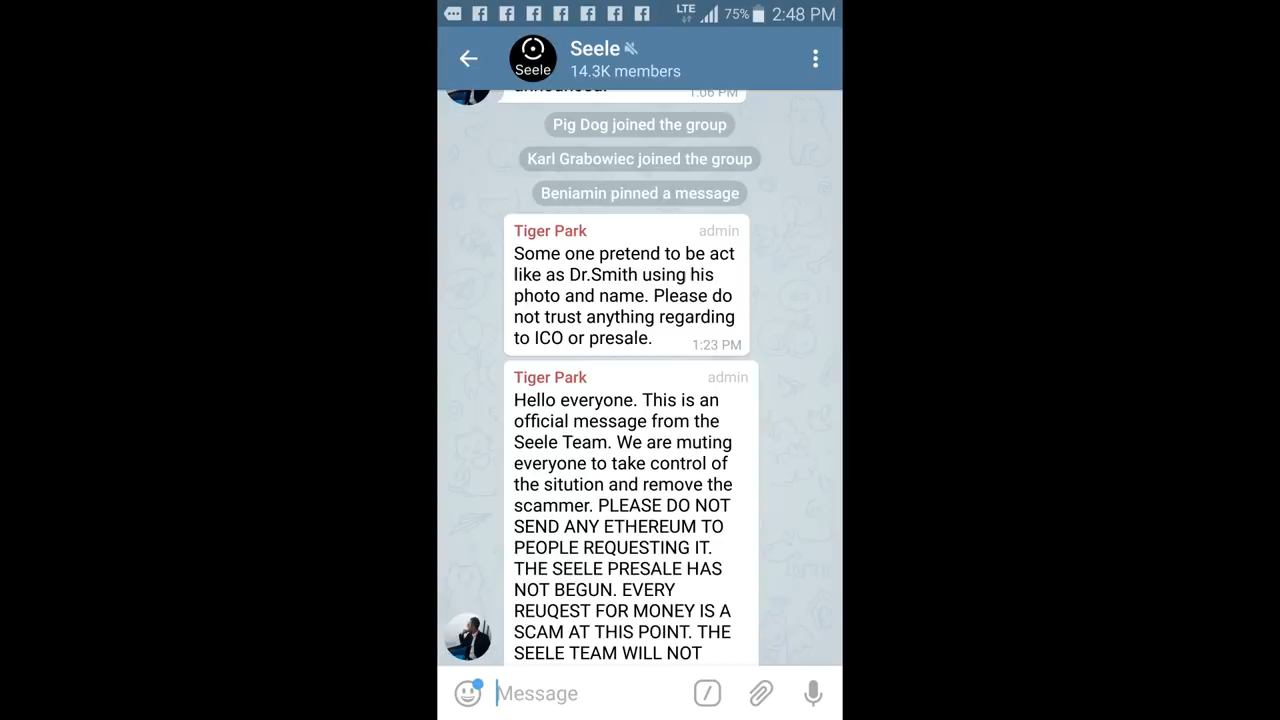 LTE 75% 2:48 PM
Seele
Seele
14.3K members
1:06 PM
Pig Dog joined the group
Karl Grabowiec joined the group
Beniamin pinned a message
Tiger Park admin
Some one pretend to be act
like as Dr.Smith using his
photo and name. Please do
not trust anything regarding
to ICO or presale.
1:23 PM
Tiger Park admin
Hello everyone. This is an
official message from the
Seele Team. We are muting
everyone to take control of
the sitution and remove the
scammer. PLEASE DO NOT
SEND ANY ETHEREUM TO
PEOPLE REQUESTING IT.
THE SEELE PRESALE HAS
NOT BEGUN. EVERY
REUQEST FOR MONEY IS A
SCAM AT THIS POINT. THE
SEELE TEAM WILL NOT
Message